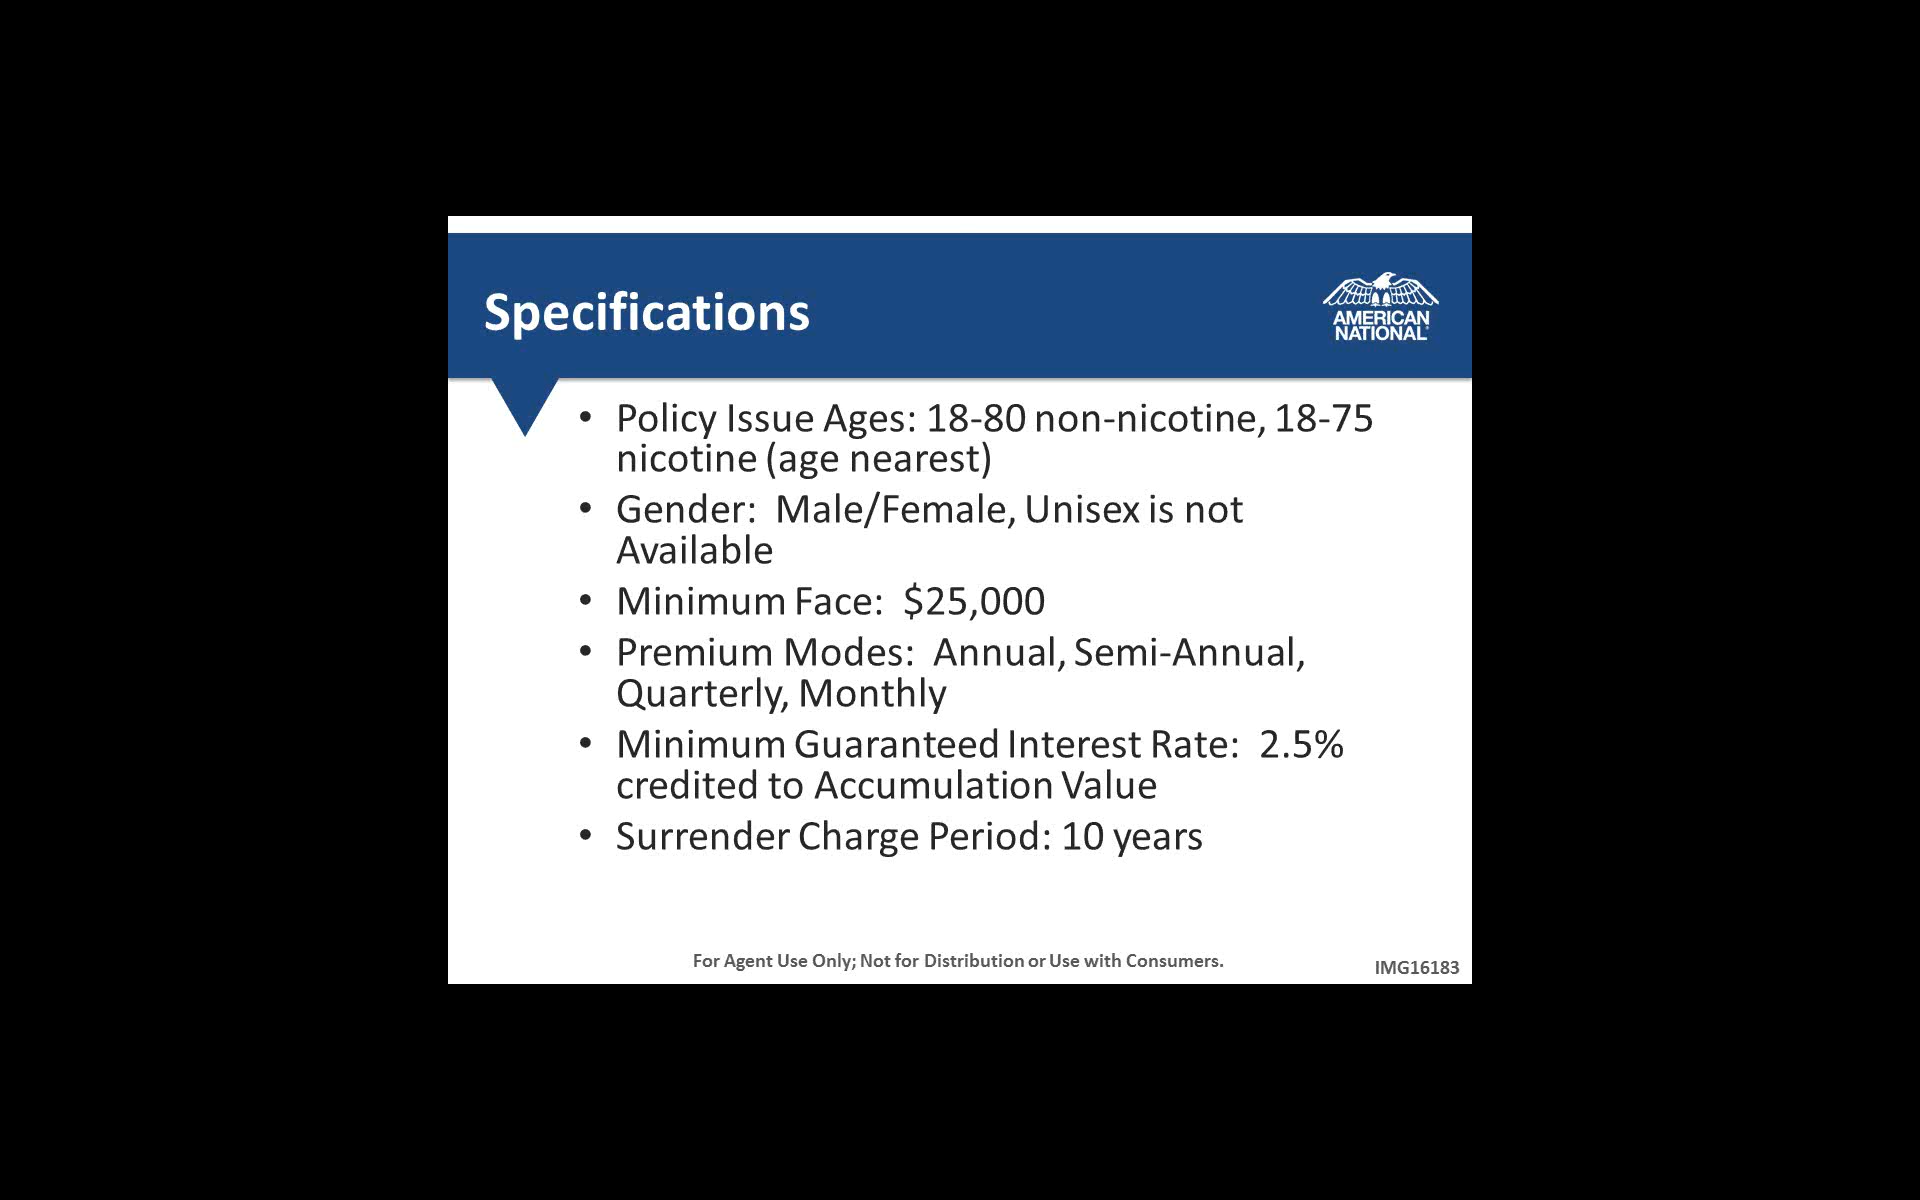 Specifications
AMERICAN
NATIONAL
• Policy Issue Ages: 18-80 non-nicotine, 18-75
nicotine (age nearest)
• Gender:  Male/Female, Unisex is not
Available
• Minimum Face:  $25,000
• Premium Modes:  Annual, Semi-Annual,
Quarterly, Monthly
• Minimum Guaranteed Interest Rate:  2.5%
credited to Accumulation Value
• Surrender Charge Period: 10 years
For Agent Use Only; Not for Distribution or Use with Consumers.
IMG16183